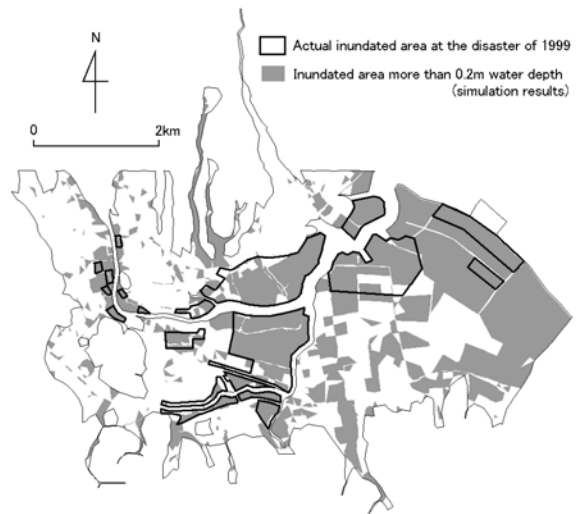 N
0 2km
Actual inundated area at the disaster of 1999
Inundated area more than 0.2m water depth
(simulation results)